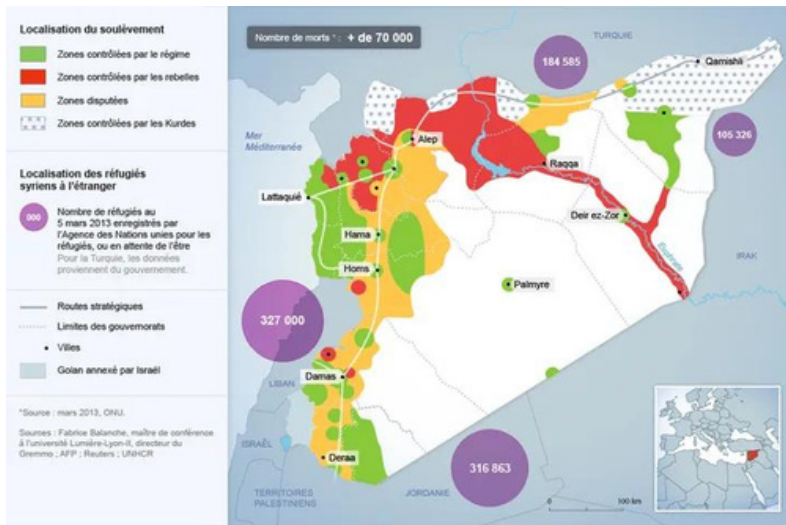 Localisation du soulèvement
Zones contrôlées par le régime
Zones contrôlées par les rebelles
Zones disputées
Zones contrôlées par les Kurdes
Localisation des réfugiés
syriens à l'étranger
000
Nombre de réfugiés au
5 mars 2013 enregistrés par
l'Agence des Nations unies pour les
réfugiés, ou en attente de l'être
Pour la Turquie, les données
proviennent du gouvernement.
Routes stratégiques
Limites des gouvernorats
Villes
Golan annexé par Israël
*Source : mars 2013, ONU.
Sources : Fabrice Balanche, maître de conférence
à l'université Lumière-Lyon-II, directeur du
Gremmo ; AFP ; Reuters ; UNHCR
Nombre de morts * : + de 70 000
TURQUIE
184 585
Qamishli
105 326
Mer
Méditerranée
Alep
Raqqa
Lattaquié
Deir ez-Zor
Hama
Euphrate
Homs
IRAK
Palmyre
327 000
LIBAN
Damas
ISRAËL
Deraa
316 863
TERRITOIRES
PALESTINIENS
JORDANIE
0
100 km